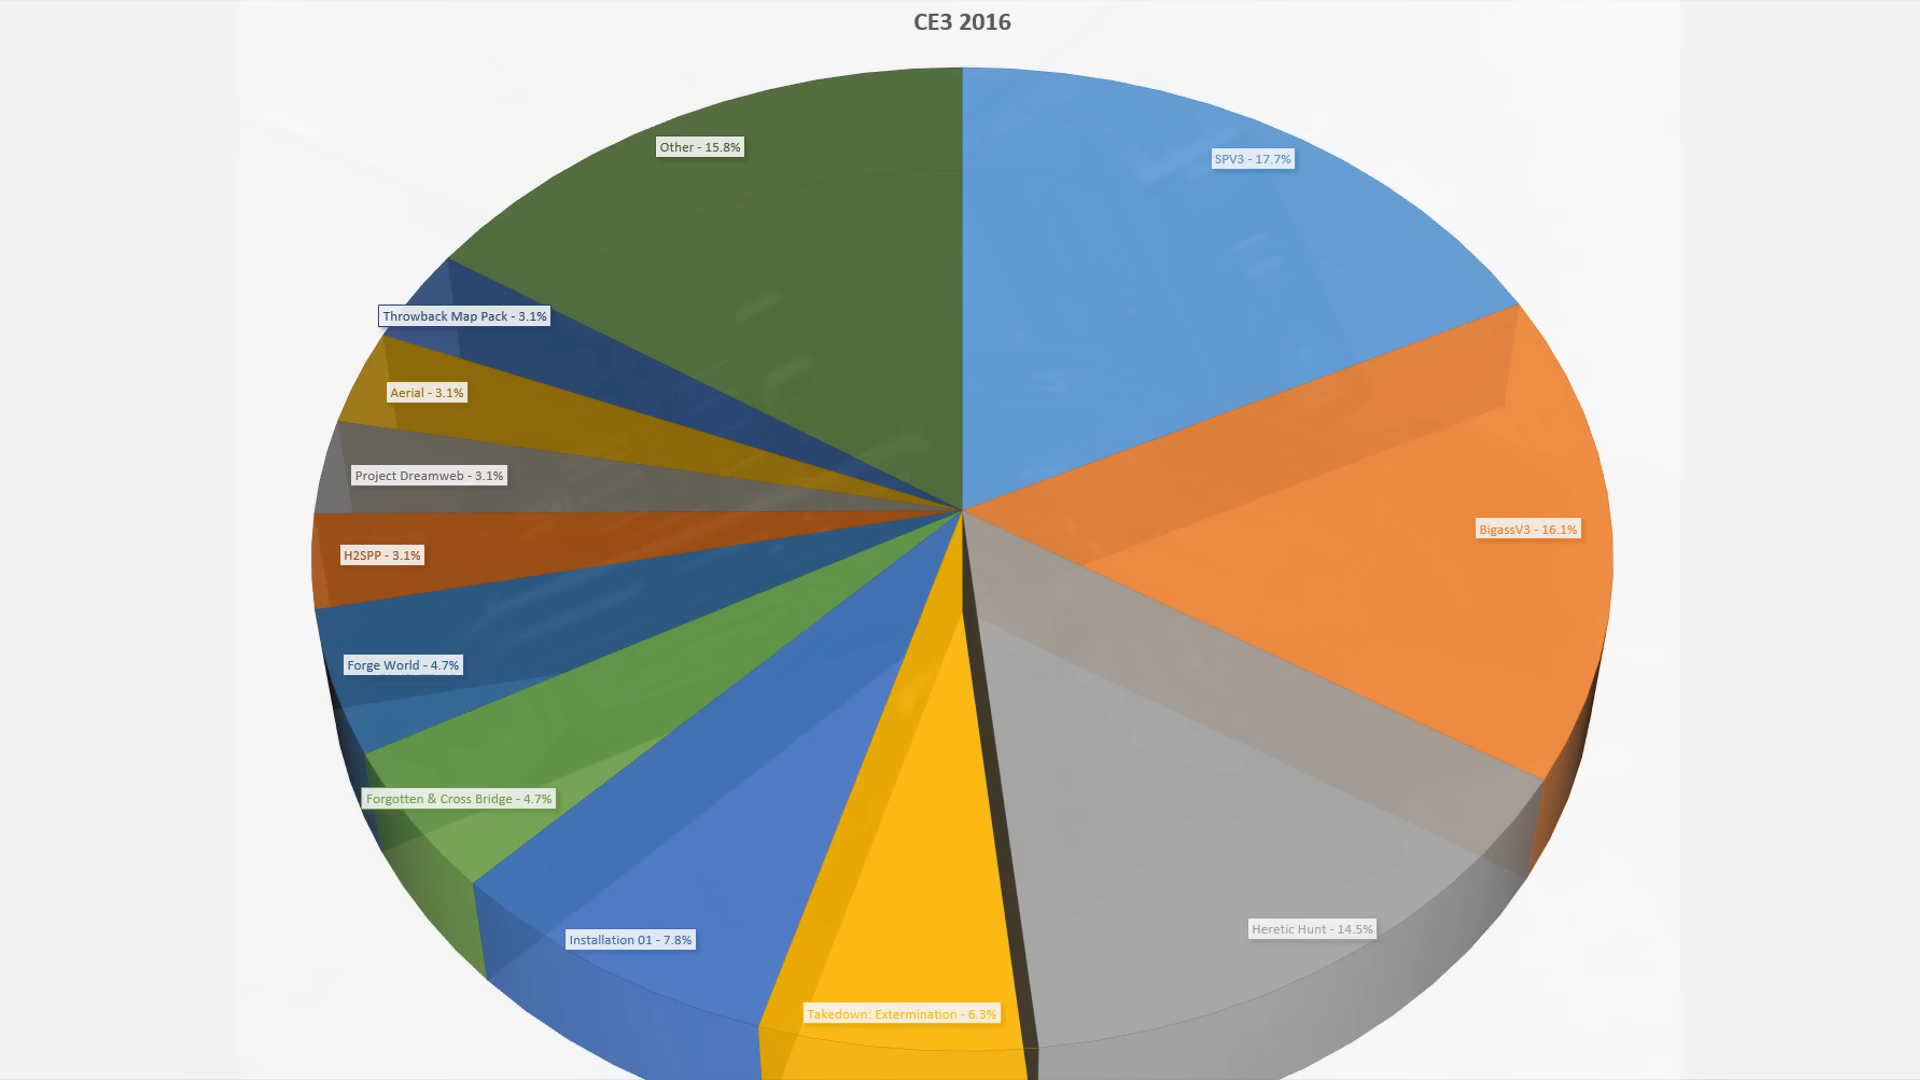 CE3 2016
Other - 15.8%
SPV3 - 17.7%
Throwback Map Pack - 3.1%
Aerial - 3.1%
Project Dreamweb - 3.1%
BigassV3 - 16.1%
H2SPP - 3.1%
Forge World - 4.7%
Forgotten & Cross Bridge - 4.7%
Heretic Hunt - 14.5%
Installation 01 - 7.8%
Takedown: Extermination - 6.3%